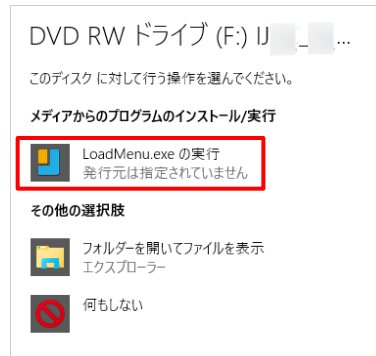 DVD RW ドライブ (F:) IJ _ ...
このディスク に対して行う操作を選んでください。
メディアからのプログラムのインストール/実行
LoadMenu.exe の実行
発行元は指定されていません
その他の選択肢
フォルダーを開いてファイルを表示
エクスプローラー
何もしない